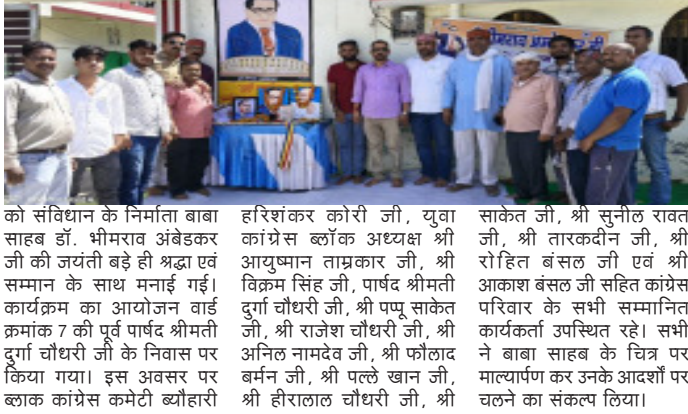 को संविधान के निर्माता बाबा
साहब डॉ. भीमराव अंबेडकर
जी की जयंती बड़े ही श्रद्धा एवं
सम्मान के साथ मनाई गई।
कार्यक्रम का आयोजन वार्ड
क्रमांक 7 की पूर्व पार्षद श्रीमती
दुर्गा चौधरी जी के निवास पर
किया गया। इस अवसर पर
ब्लाक कांग्रेस कमेटी ब्यौहारी
हरिशंकर कोरी जी, युवा
कांग्रेस ब्लॉक अध्यक्ष श्री
आयुष्मान ताम्रकार जी, श्री
विक्रम सिंह जी, पार्षद श्रीमती
दुर्गा चौधरी जी, श्री पप्पू साकेत
जी, श्री राजेश चौधरी जी, श्री
अनिल नामदेव जी, श्री फौलाद
बर्मन जी, श्री पल्ले खान जी,
श्री हीरालाल चौधरी जी, श्री
साकेत जी, श्री सुनील रावत
जी, श्री तारकदीन जी, श्री
रोहित बंसल जी एवं श्री
आकाश बंसल जी सहित कांग्रेस
परिवार के सभी सम्मानित
कार्यकर्ता उपस्थित रहे। सभी
ने बाबा साहब के चित्र पर
माल्यार्पण कर उनके आदर्शों पर
चलने का संकल्प लिया।